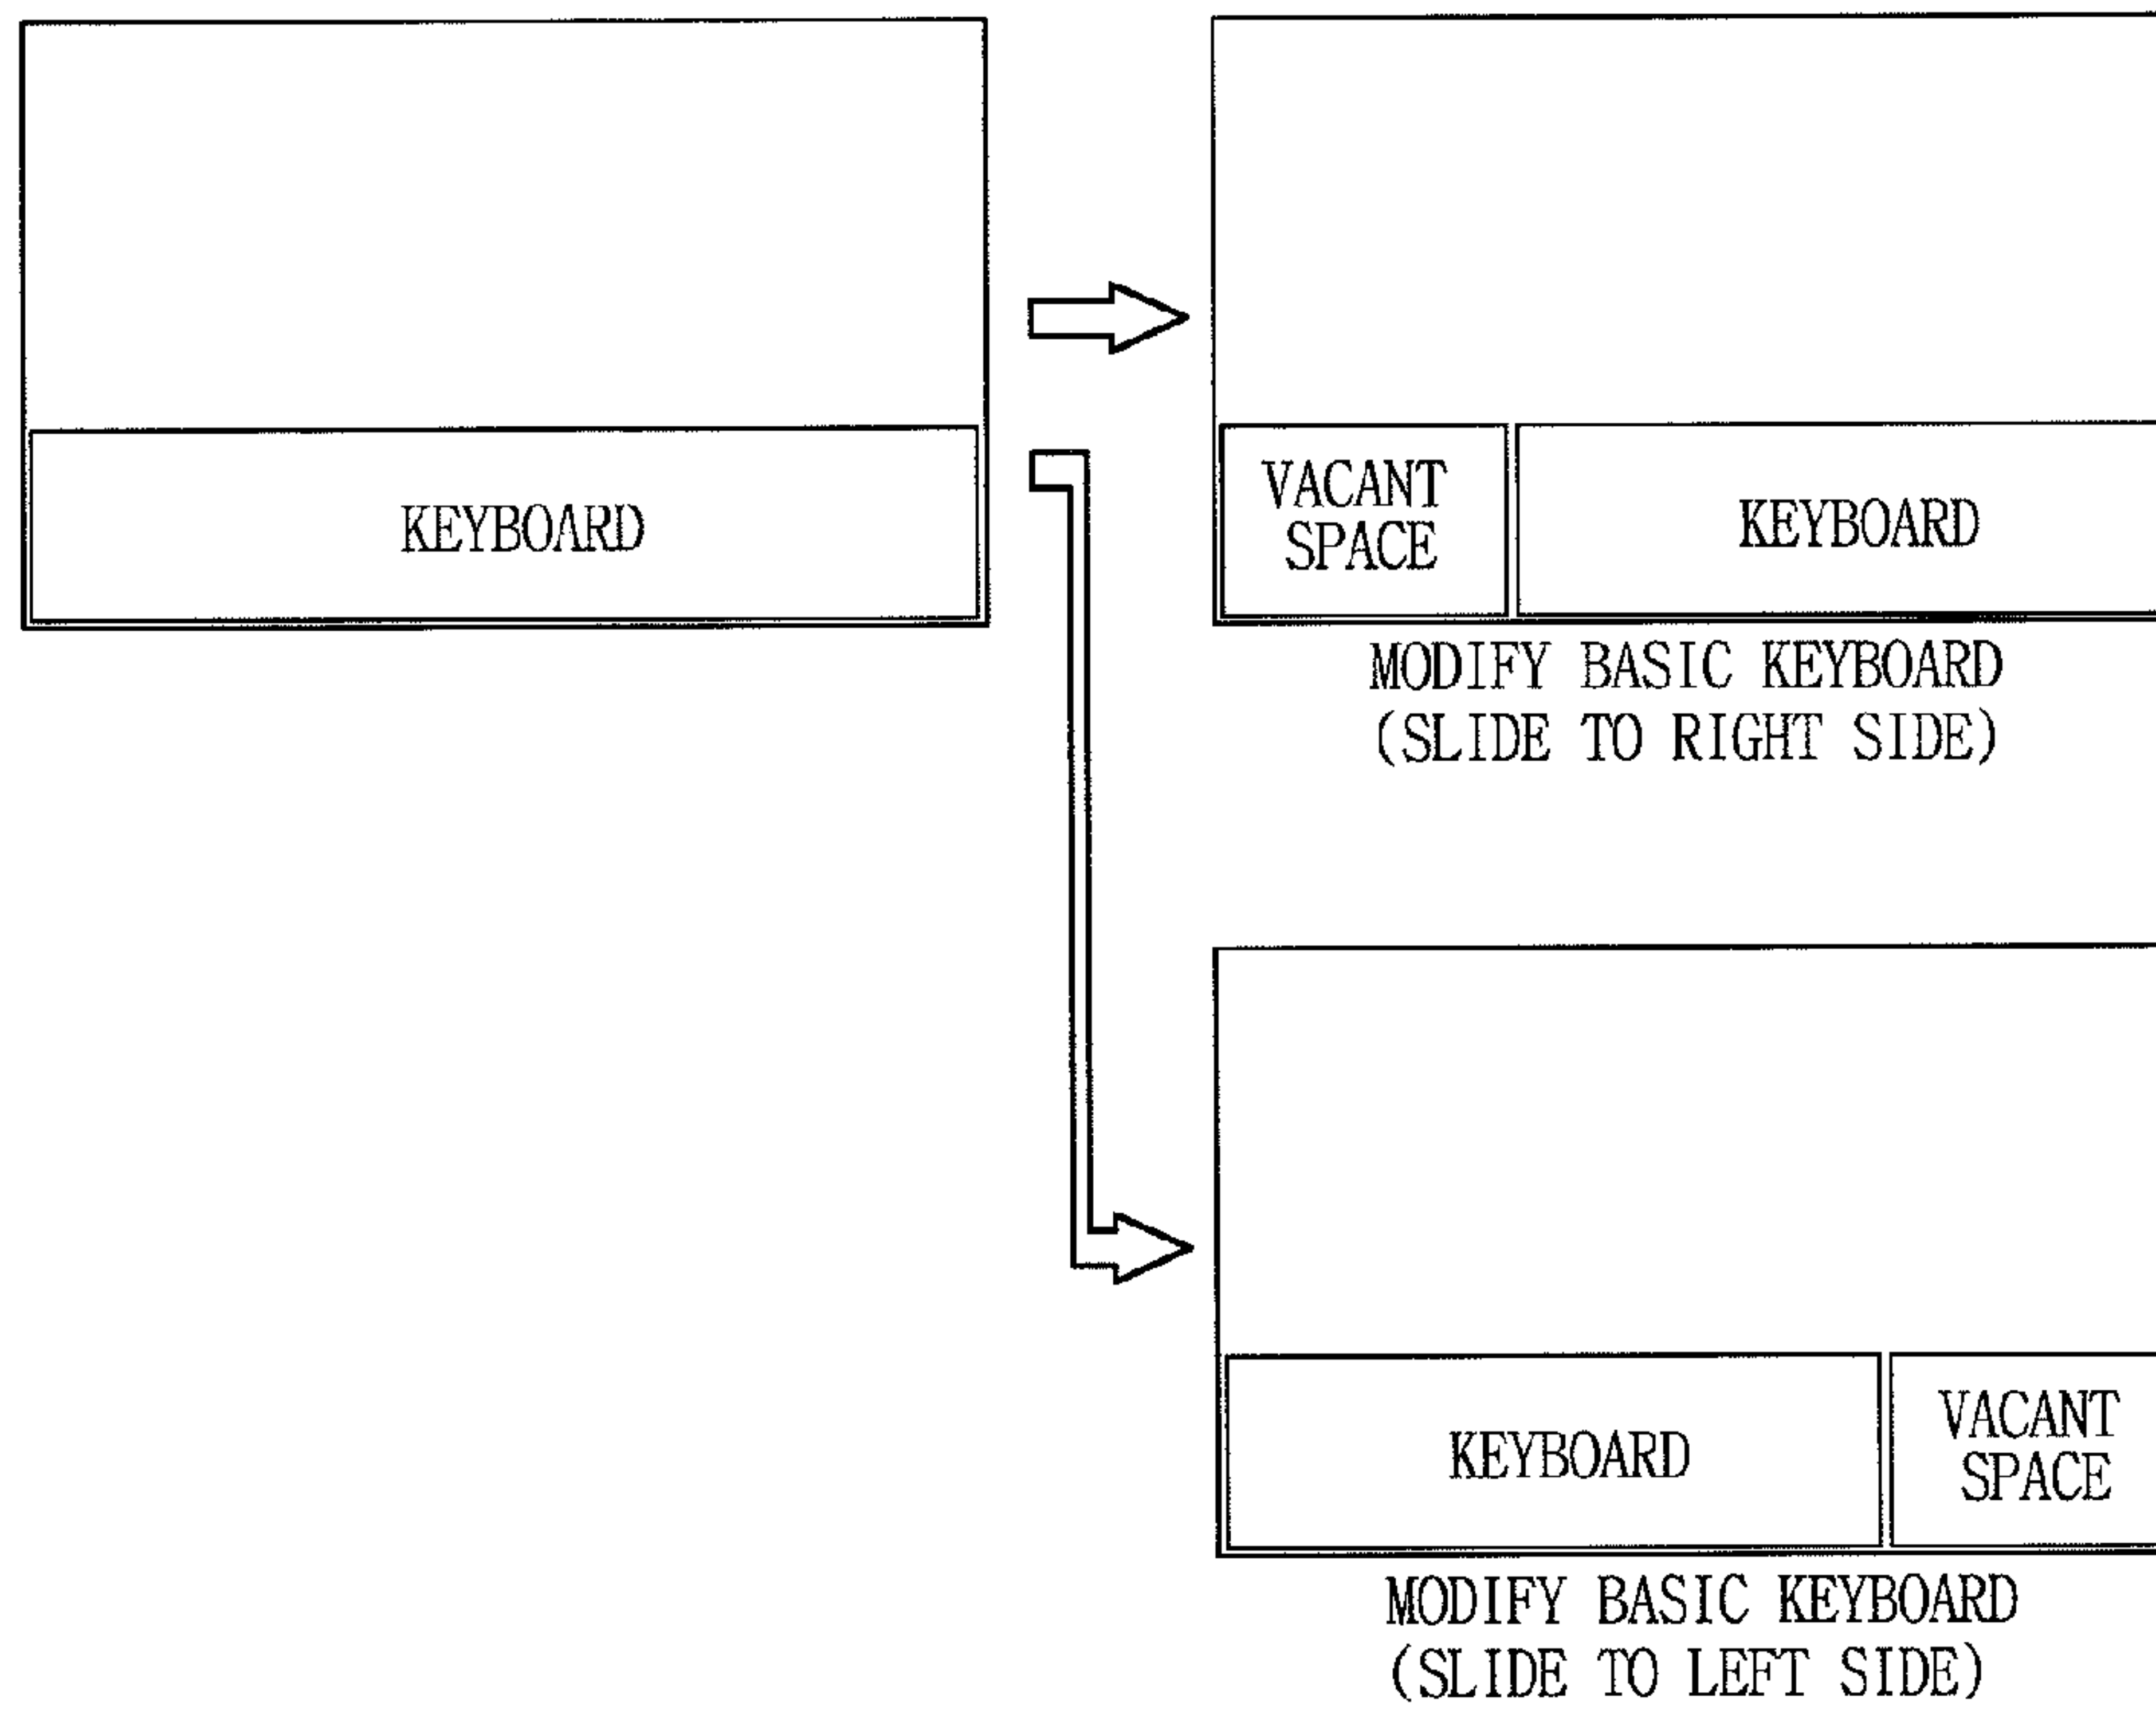 KEYBOARD
VACANT
SPACE
KEYBOARD
MODIFY BASIC KEYBOARD
(SLIDE TO RIGHT SIDE)
KEYBOARD
VACANT
SPACE
MODIFY BASIC KEYBOARD
(SLIDE TO LEFT SIDE)